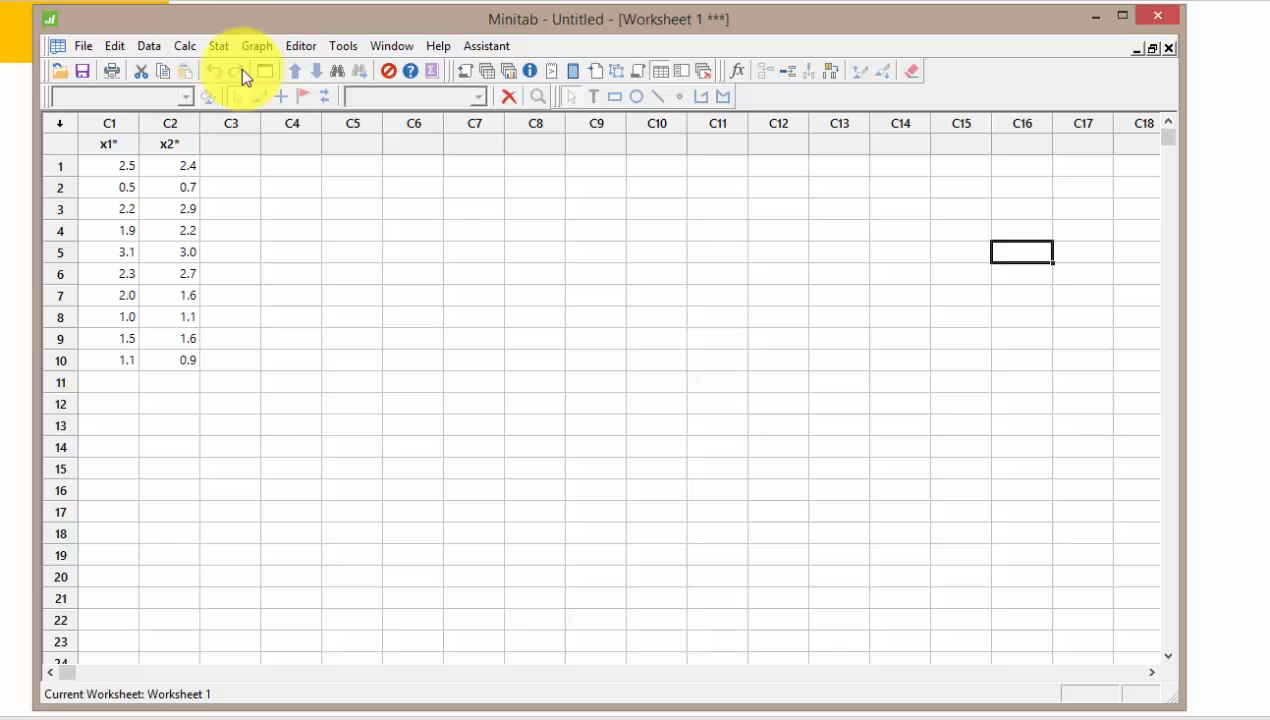 Minitab - Untitled - [Worksheet 1 ***]
File Edit Data Calc Stat Graph Editor Tools Window Help Assistant
C1 C2 C3 C4 C5 C6 C7 C8 C9 C10 C11 C12 C13 C14 C15 C16 C17 C18
x1* x2*
1 2.5 2.4
2 0.5 0.7
3 2.2 2.9
4 1.9 2.2
5 3.1 3.0
6 2.3 2.7
7 2.0 1.6
8 1.0 1.1
9 1.5 1.6
10 1.1 0.9
11
12
13
14
15
16
17
18
19
20
21
22
23
24
Current Worksheet: Worksheet 1